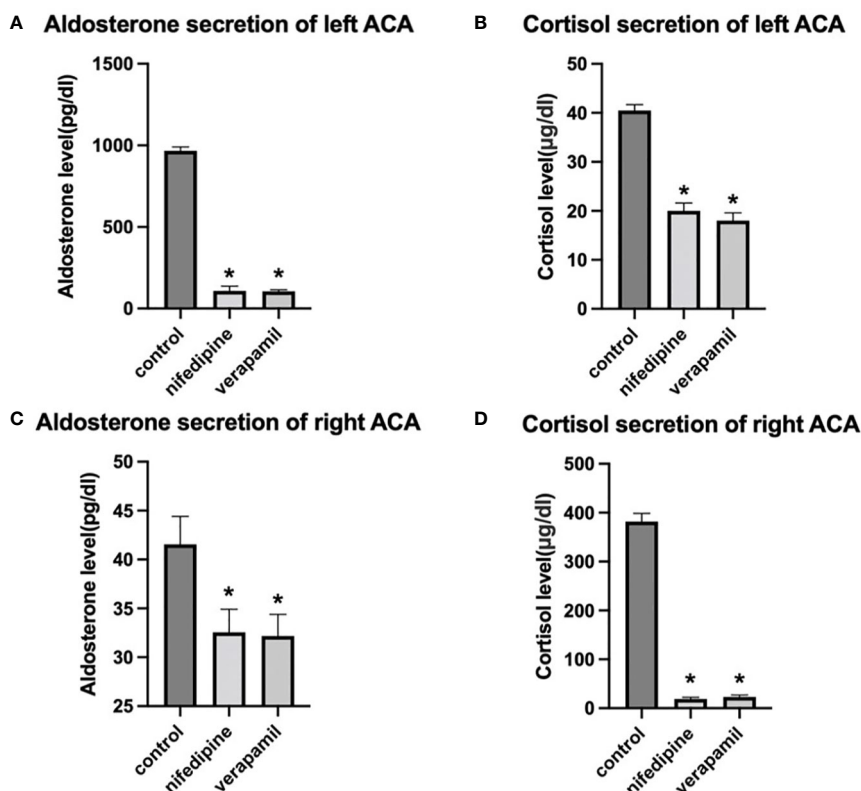 A Aldosterone secretion of left ACA
Aldosterone level(pg/dl)
1500
1000
500
0
*
*
control
nifedipine
verapamil
B Cortisol secretion of left ACA
Cortisol level(µg/dl)
50
40
30
20
10
0
*
*
control
nifedipine
verapamil
C Aldosterone secretion of right ACA
Aldosterone level(pg/dl)
50
45
40
35
30
25
*
*
control
nifedipine
verapamil
D Cortisol secretion of right ACA
Cortisol level(µg/dl)
500
400
300
200
100
0
*
*
control
nifedipine
verapamil